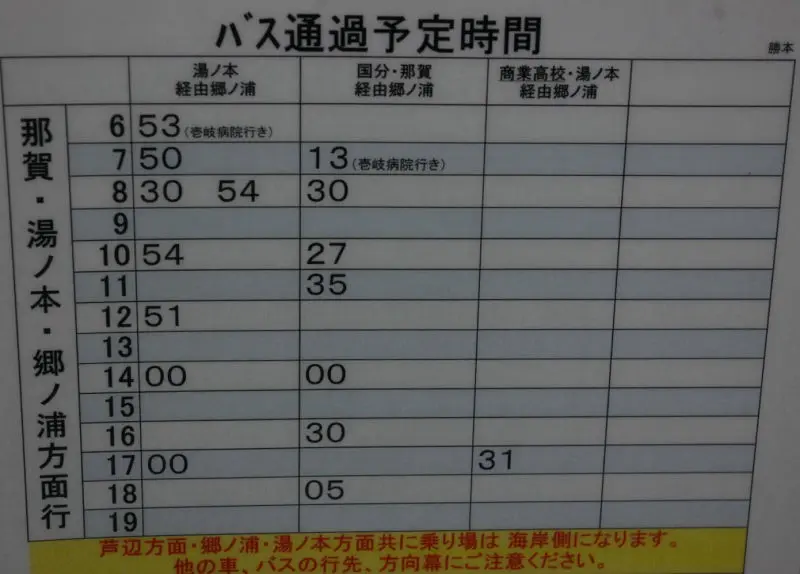 バス通過予定時間
勝本
湯ノ本
経由郷ノ浦
国分・那賀
経由郷ノ浦
商業高校・湯ノ本
経由郷ノ浦
那賀・湯ノ本・郷ノ浦方面行
6 53(壱岐病院行き)
7 50 13(壱岐病院行き)
8 30 54 30
9
10 54 27
11 35
12 51
13
14 00 00
15
16 30
17 00 31
18 05
19
芦辺方面・郷ノ浦・湯ノ本方面共に乗り場は 海岸側になります。
他の車、バスの行先、方向幕にご注意ください。